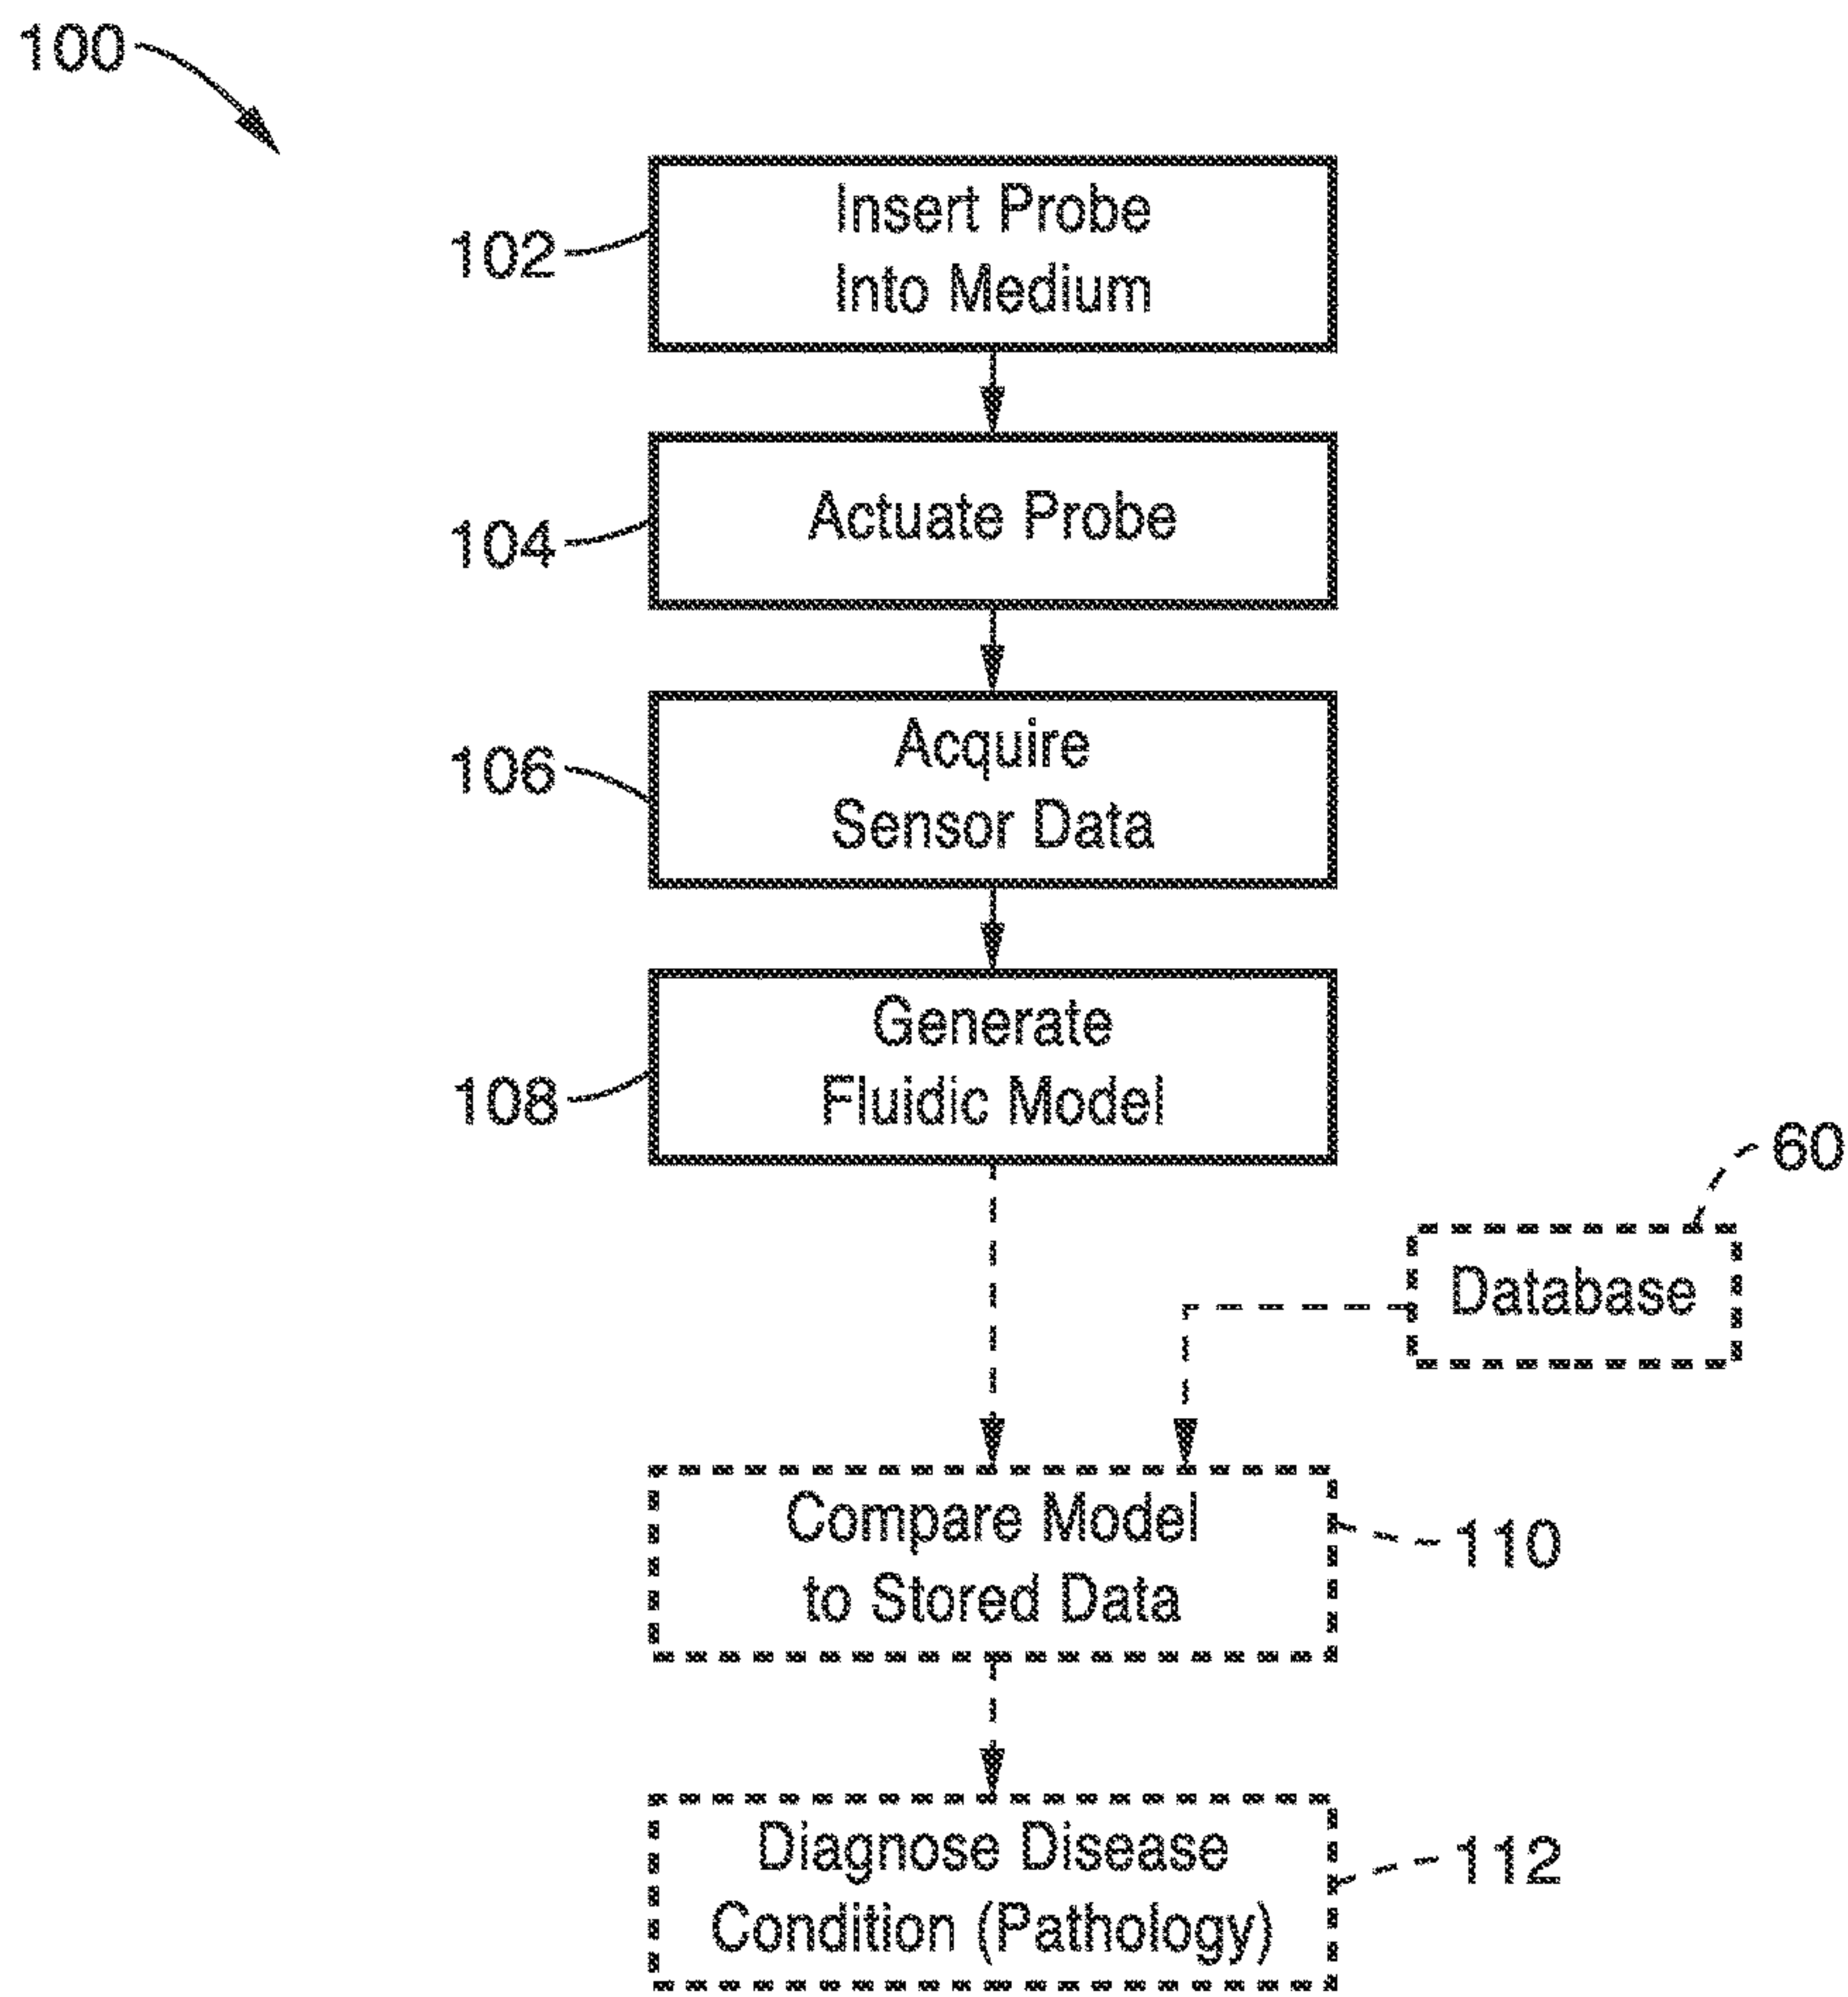 100
102
Insert Probe
Into Medium
104
Actuate Probe
106
Acquire
Sensor Data
108
Generate
Fluidic Model
60
Database
Compare Model
to Stored Data
110
Diagnose Disease
Condition (Pathology)
112